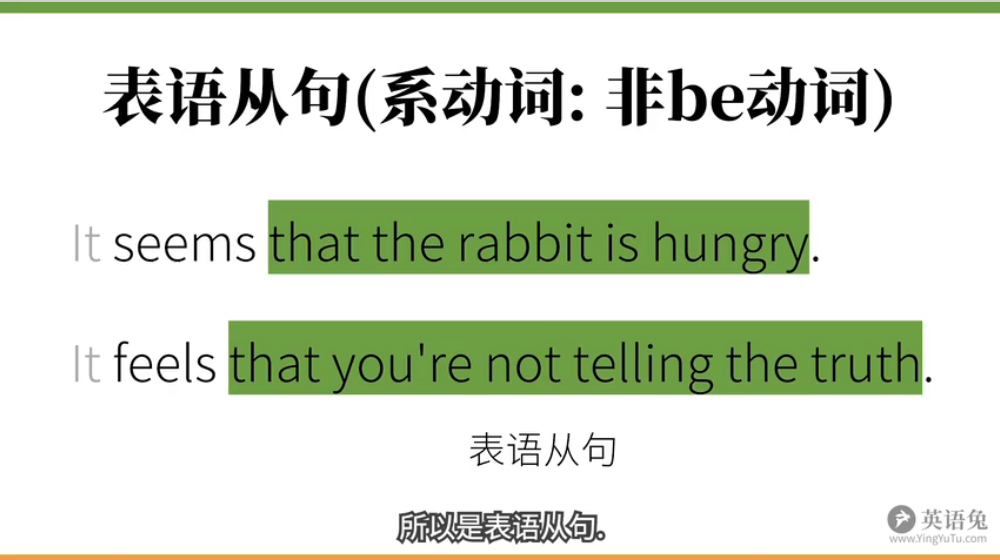 表语从句(系动词: 非be动词)
It seems that the rabbit is hungry.
It feels that you're not telling the truth.
表语从句
所以是表语从句.
英语兔
www.YingYuTu.com